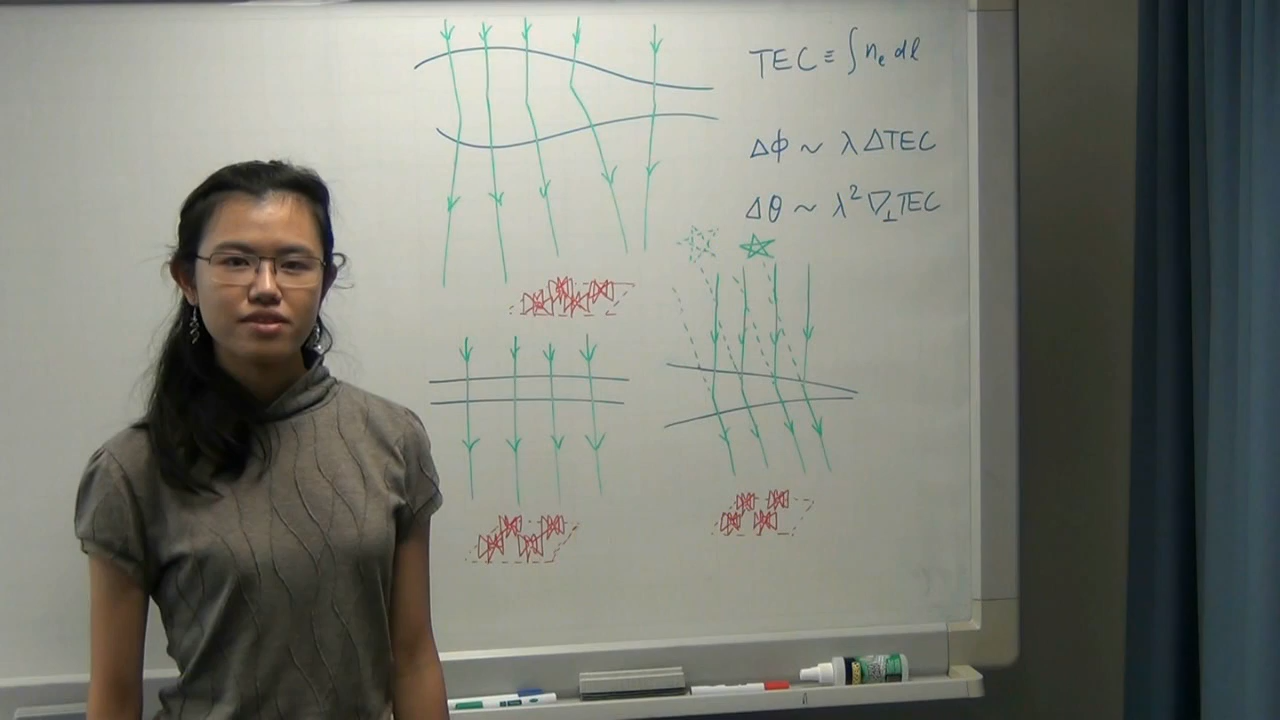 TEC ≡ ∫ nₑ dl
Δϕ ~ λ ΔTEC
Δθ ~ λ² ∇⊥TEC